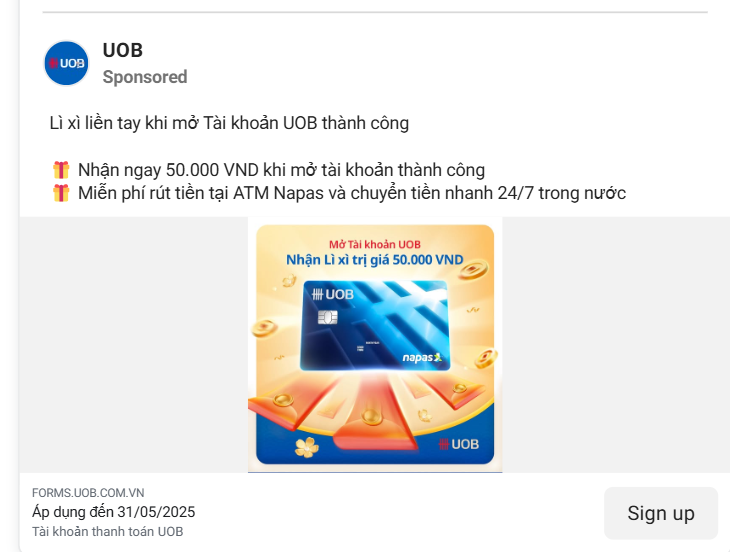 UOB
UOB
Sponsored
Lì xì liền tay khi mở Tài khoản UOB thành công
Nhận ngay 50.000 VND khi mở tài khoản thành công
Miễn phí rút tiền tại ATM Napas và chuyển tiền nhanh 24/7 trong nước
Mở Tài khoản UOB
Nhận Lì xì trị giá 50.000 VND
UOB
napas
UOB
FORMS.UOB.COM.VN
Áp dụng đến 31/05/2025
Tài khoản thanh toán UOB
Sign up